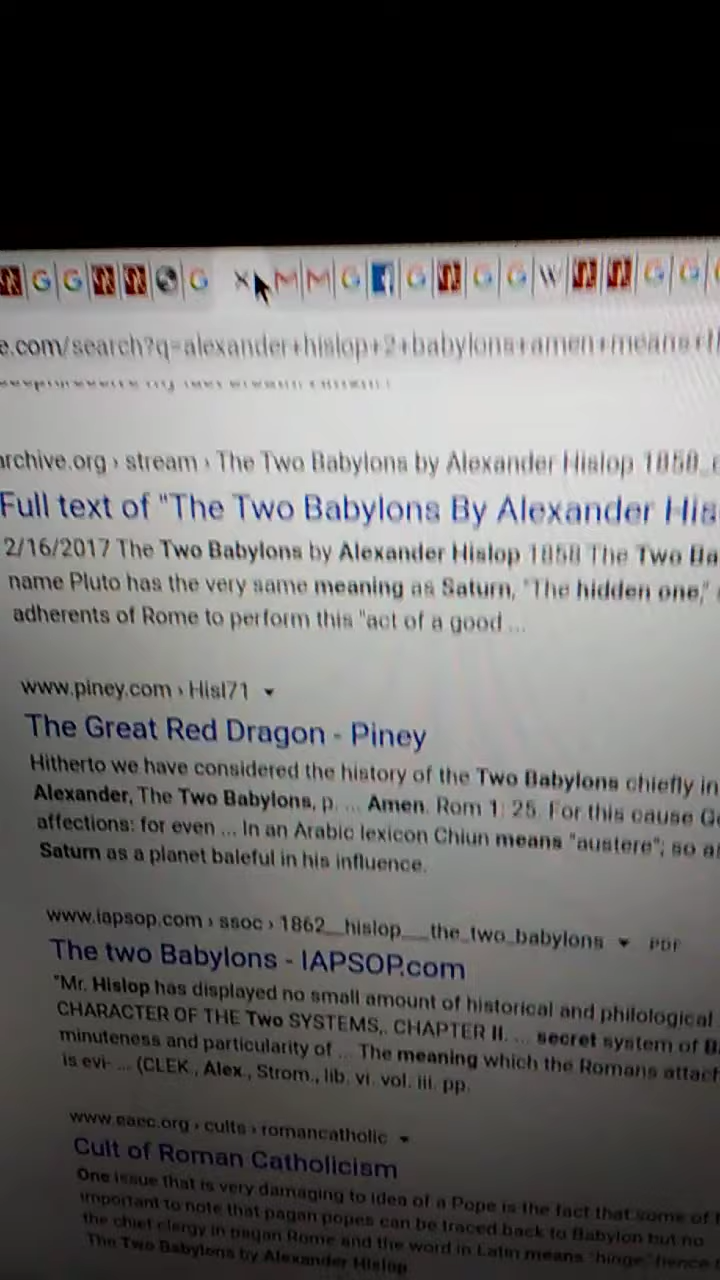 e.com/search?q=alexander+hislop+2+babylons+amen+means+
archive.org › stream › The Two Babylons by Alexander Hislop 1858_
Full text of "The Two Babylons By Alexander His
2/16/2017 The Two Babylons by Alexander Hislop 1858 The Two Ba
name Pluto has the very same meaning as Saturn, "The hidden one,"
adherents of Rome to perform this "act of a good ...
www.piney.com › Hisl71
The Great Red Dragon - Piney
Hitherto we have considered the history of the Two Babylons chiefly in
Alexander, The Two Babylons, p. ... Amen. Rom 1: 25. For this cause G
affections: for even ... In an Arabic lexicon Chiun means "austere"; so a
Saturn as a planet baleful in his influence.
www.iapsop.com › ssoc › 1862__hislop___the_two_babylons PDF
The two Babylons - IAPSOP.com
"Mr. Hislop has displayed no small amount of historical and philological
CHARACTER OF THE Two SYSTEMS,. CHAPTER II. ... secret system of B
minuteness and particularity of ... The meaning which the Romans attach
is evi- ... (CLEK., Alex., Strom., lib. vi. vol. iii. pp.
www.eaec.org › cults › romancatholic
Cult of Roman Catholicism
One issue that is very damaging to idea of a Pope is the fact that some of
important to note that pagan popes can be traced back to Babylon but no
the chief clergy in pagan Rome and the word in Latin means "hinge," hence
The Two Babylons by Alexander Hislop